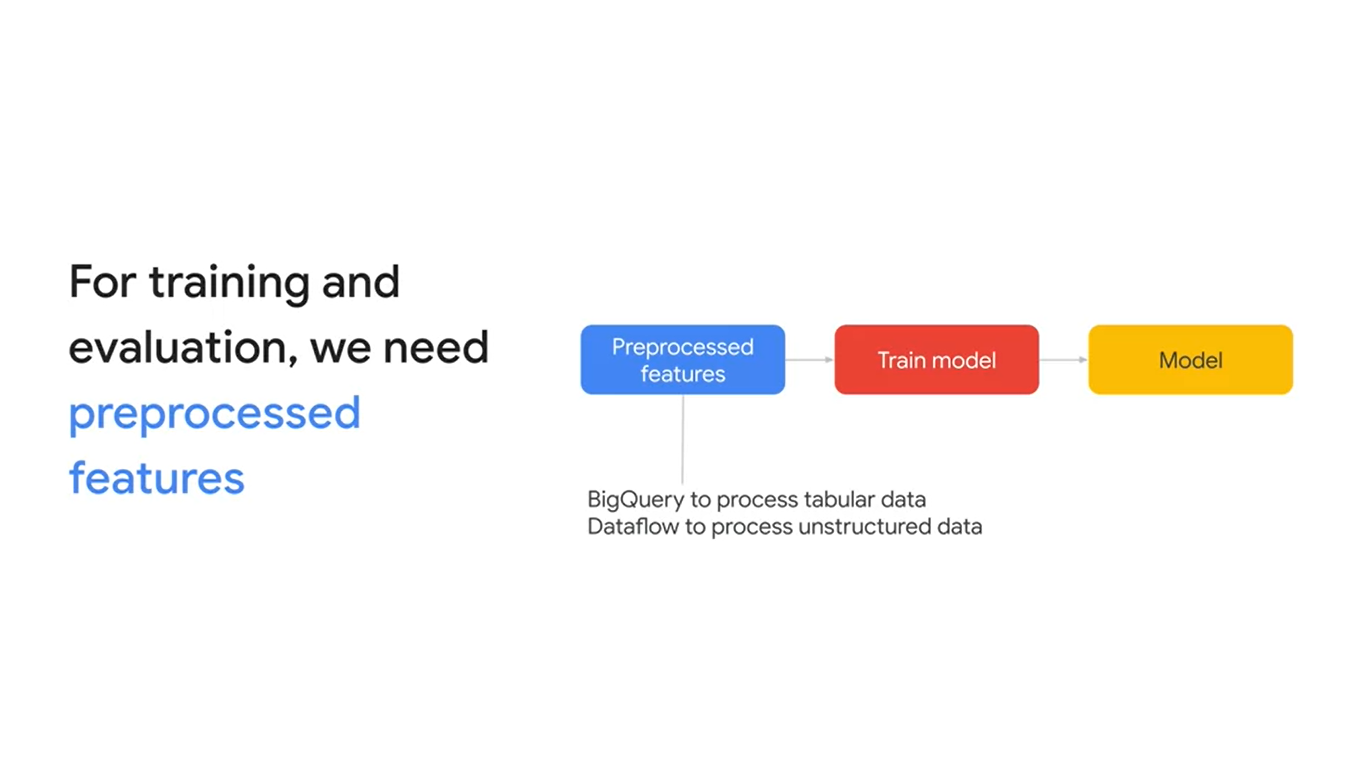 For training and
evaluation, we need
preprocessed
features
Preprocessed
features
Train model
Model
BigQuery to process tabular data
Dataflow to process unstructured data